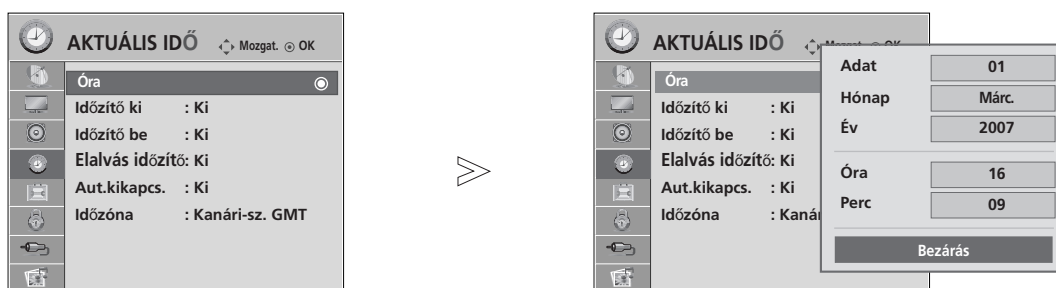 AKTUÁLIS IDŐ Mozgat. OK
Óra
Időzítő ki : Ki
Időzítő be : Ki
Elalvás időzítő: Ki
Aut.kikapcs. : Ki
Időzóna : Kanári-sz. GMT
AKTUÁLIS IDŐ
Óra
Időzítő ki : Ki
Időzítő be : Ki
Elalvás időzítő: Ki
Aut.kikapcs. : Ki
Időzóna : Kanár
Adat 01
Hónap Márc.
Év 2007
Óra 16
Perc 09
Bezárás